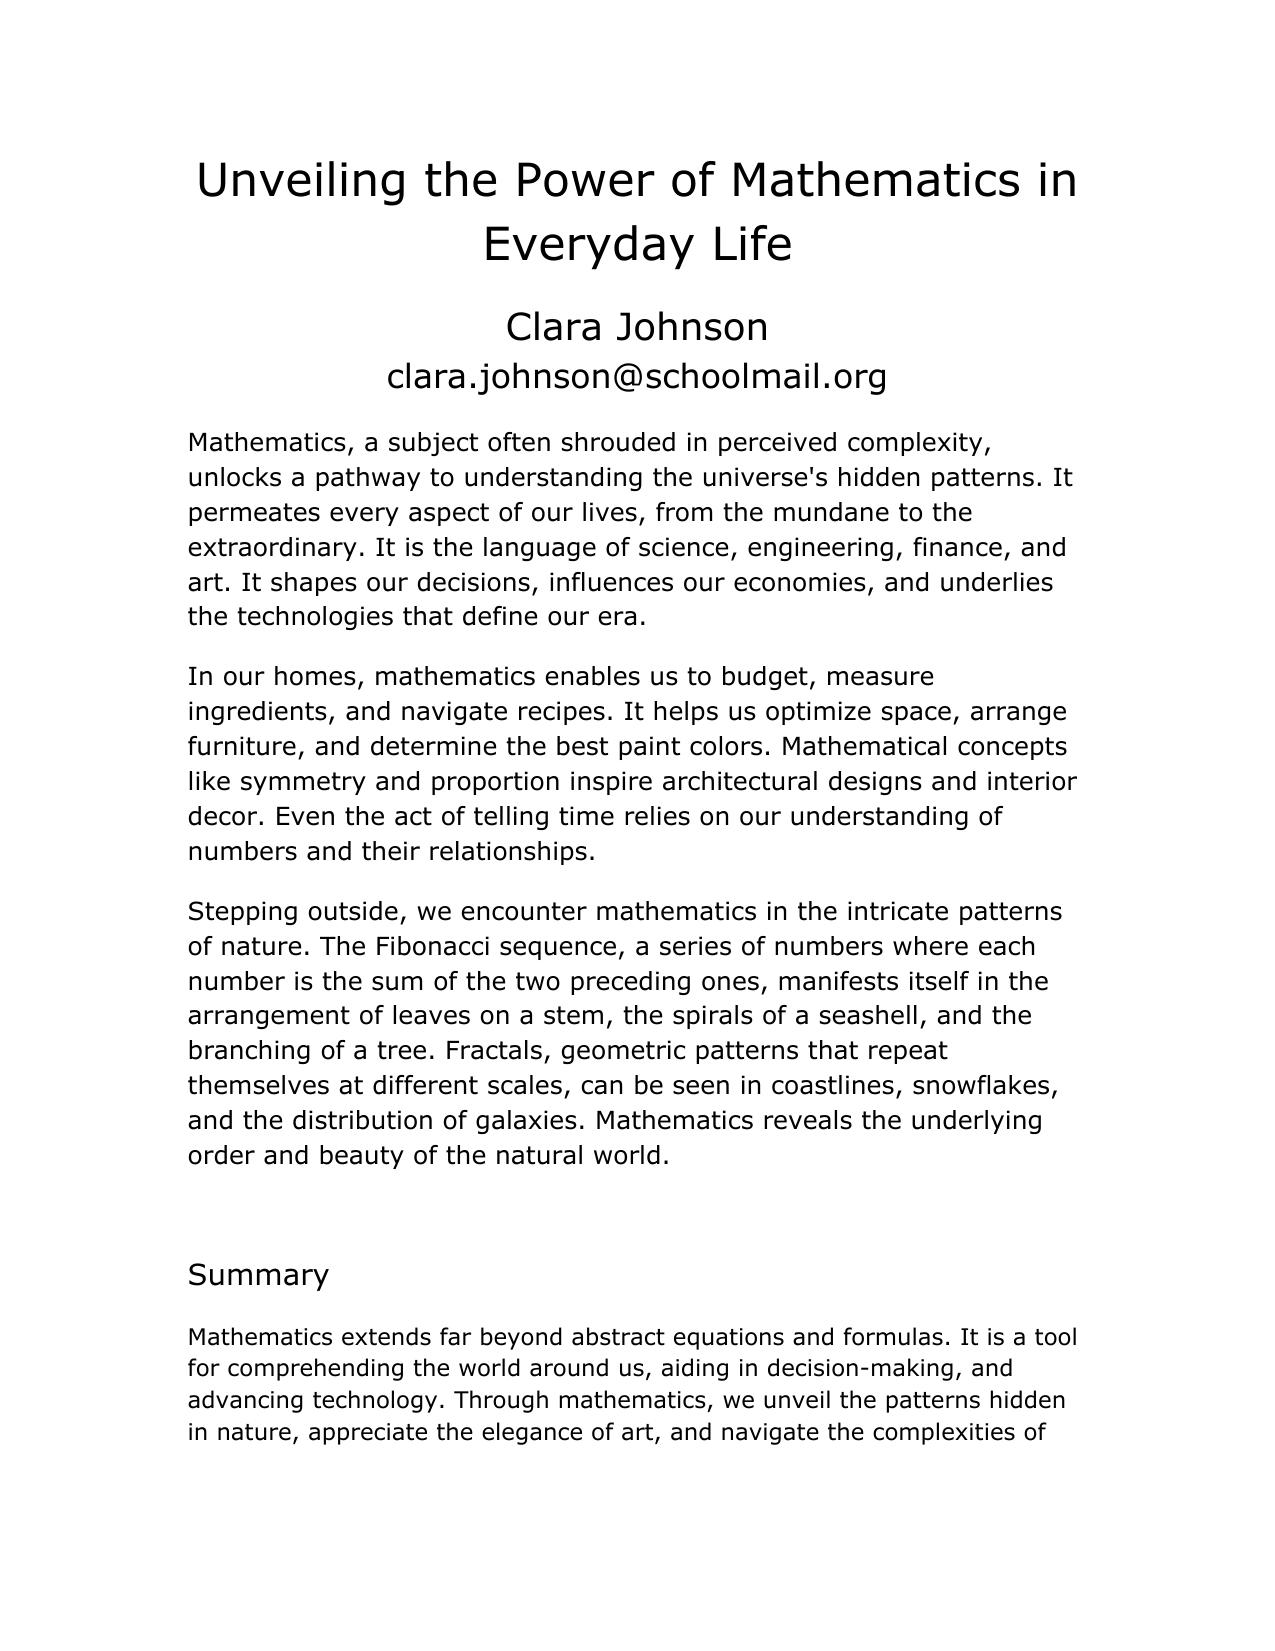 Unveiling the Power of Mathematics in
Everyday Life
Clara Johnson
clara.johnson@schoolmail.org
Mathematics, a subject often shrouded in perceived complexity,
unlocks a pathway to understanding the universe's hidden patterns. It
permeates every aspect of our lives, from the mundane to the
extraordinary. It is the language of science, engineering, finance, and
art. It shapes our decisions, influences our economies, and underlies
the technologies that define our era.
In our homes, mathematics enables us to budget, measure
ingredients, and navigate recipes. It helps us optimize space, arrange
furniture, and determine the best paint colors. Mathematical concepts
like symmetry and proportion inspire architectural designs and interior
decor. Even the act of telling time relies on our understanding of
numbers and their relationships.
Stepping outside, we encounter mathematics in the intricate patterns
of nature. The Fibonacci sequence, a series of numbers where each
number is the sum of the two preceding ones, manifests itself in the
arrangement of leaves on a stem, the spirals of a seashell, and the
branching of a tree. Fractals, geometric patterns that repeat
themselves at different scales, can be seen in coastlines, snowflakes,
and the distribution of galaxies. Mathematics reveals the underlying
order and beauty of the natural world.
Summary
Mathematics extends far beyond abstract equations and formulas. It is a tool
for comprehending the world around us, aiding in decision-making, and
advancing technology. Through mathematics, we unveil the patterns hidden
in nature, appreciate the elegance of art, and navigate the complexities of